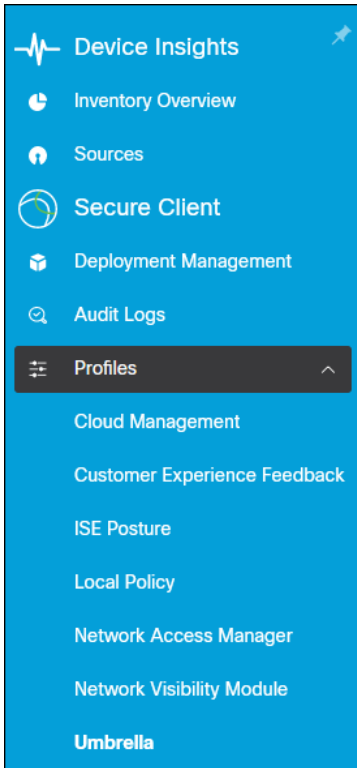 Device Insights
Inventory Overview
Sources
Secure Client
Deployment Management
Audit Logs
Profiles
Cloud Management
Customer Experience Feedback
ISE Posture
Local Policy
Network Access Manager
Network Visibility Module
Umbrella